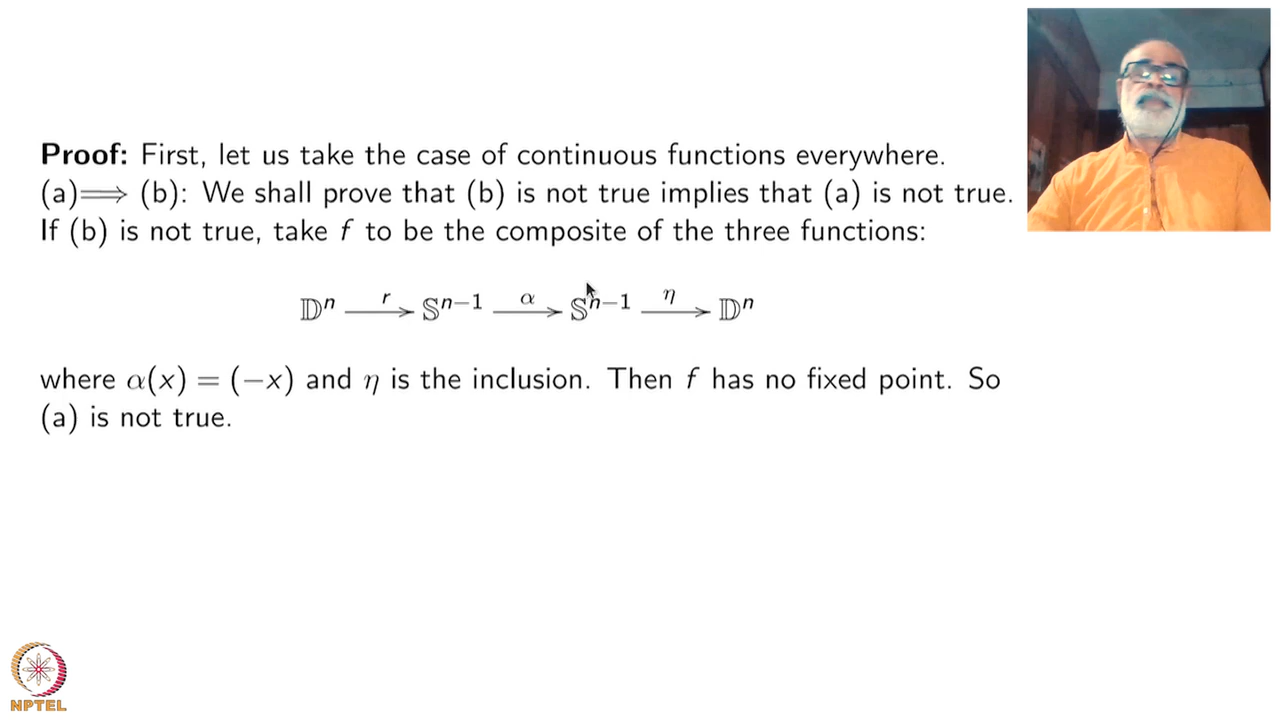 Proof: First, let us take the case of continuous functions everywhere.
(a)⟹ (b): We shall prove that (b) is not true implies that (a) is not true.
If (b) is not true, take f to be the composite of the three functions:
𝔻ⁿ —r→ 𝕊ⁿ⁻¹ —α→ 𝕊ⁿ⁻¹ —η→ 𝔻ⁿ
where α(x) = (−x) and η is the inclusion. Then f has no fixed point. So
(a) is not true.
NPTEL